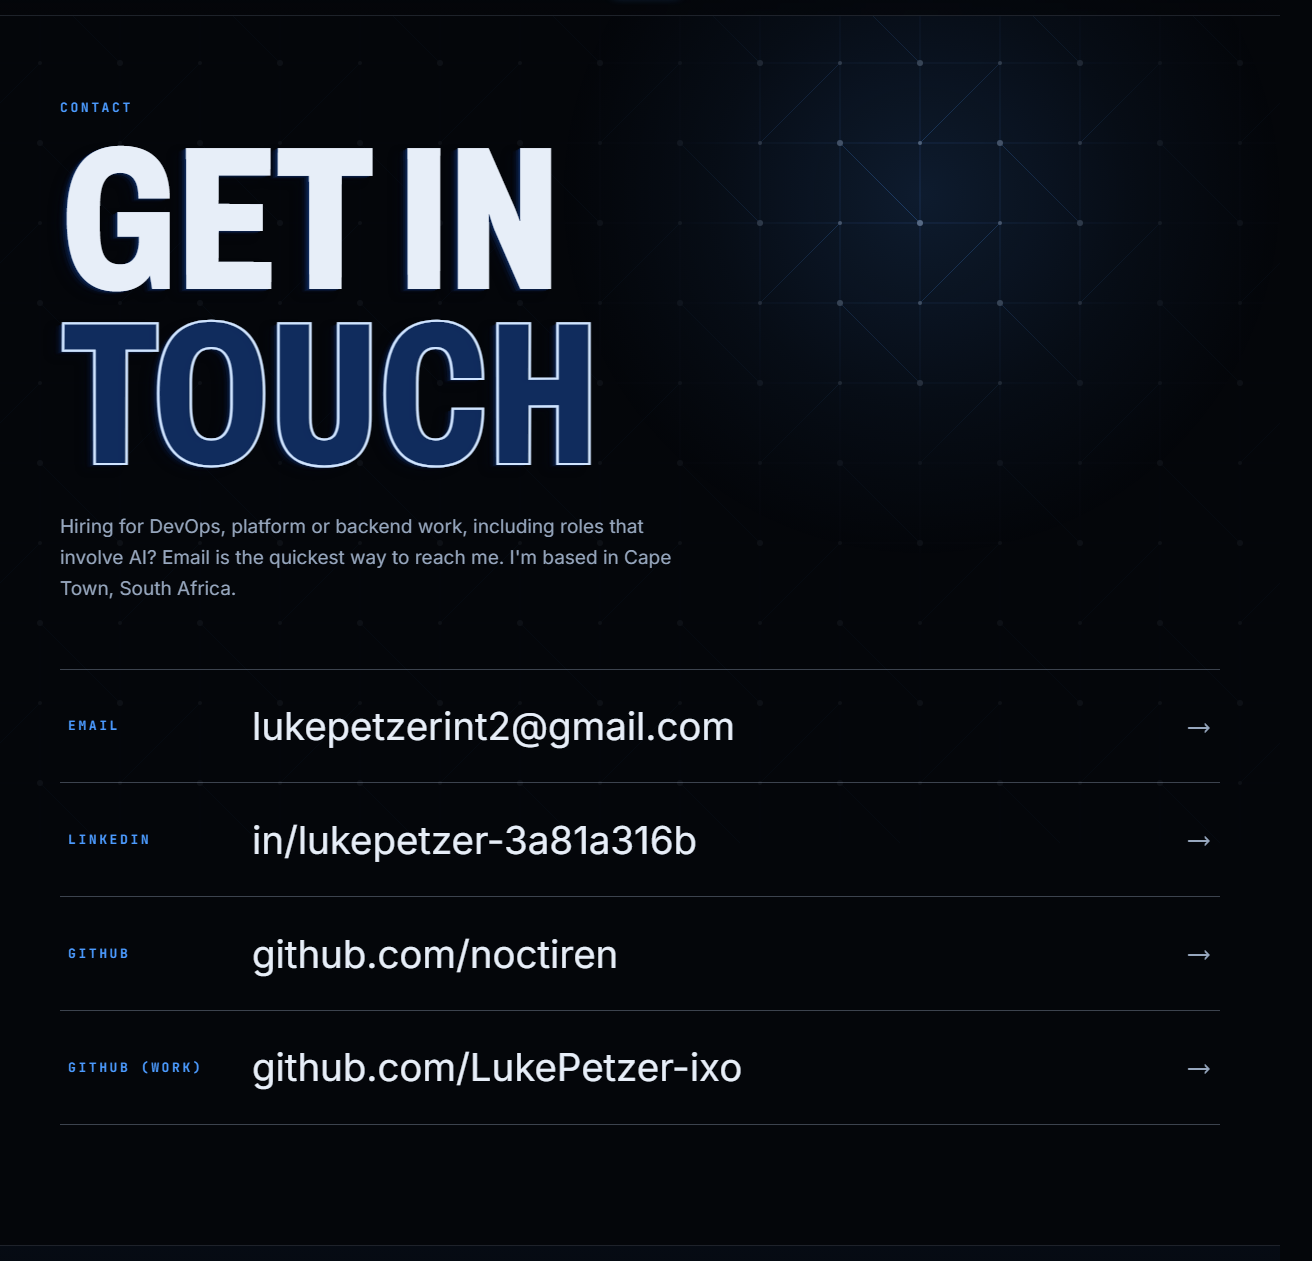 CONTACT
GET IN
TOUCH
Hiring for DevOps, platform or backend work, including roles that
involve AI? Email is the quickest way to reach me. I'm based in Cape
Town, South Africa.
EMAIL lukepetzerint2@gmail.com →
LINKEDIN in/lukepetzer-3a81a316b →
GITHUB github.com/noctiren →
GITHUB (WORK) github.com/LukePetzer-ixo →